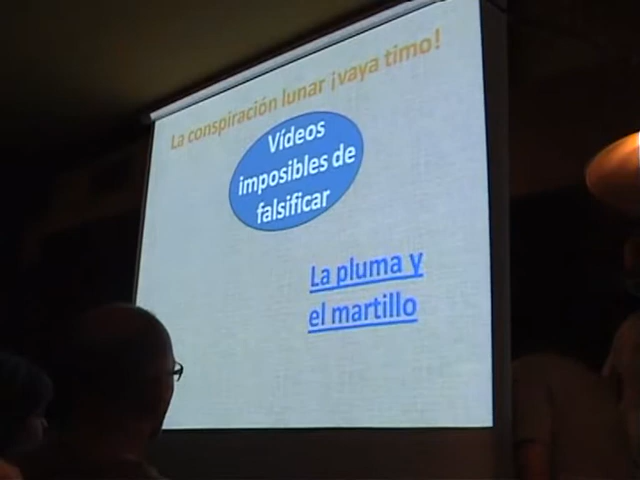 La conspiración lunar ¡vaya timo!
Vídeos
imposibles de
falsificar
La pluma y
el martillo